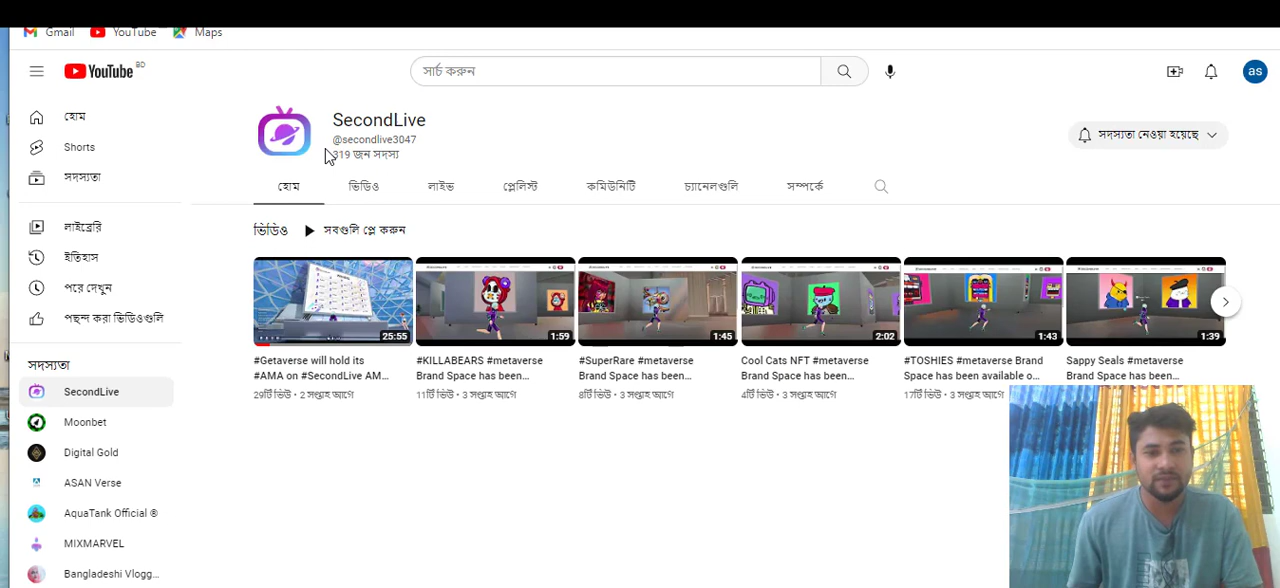 Gmail YouTube Maps
YouTube BD
সার্চ করুন
as
হোম
Shorts
সদস্যতা
লাইব্রেরি
ইতিহাস
পরে দেখুন
পছন্দ করা ভিডিওগুলি
সদস্যতা
SecondLive
Moonbet
Digital Gold
ASAN Verse
AquaTank Official ®
MIXMARVEL
Bangladeshi Vlogg...
SecondLive
@secondlive3047
319 জন সদস্য
সদস্যতা নেওয়া হয়েছে
হোম ভিডিও লাইভ প্লেলিস্ট কমিউনিটি চ্যানেলগুলি সম্পর্কে
ভিডিও সবগুলি প্লে করুন
25:55
#Getaverse will hold its
#AMA on #SecondLive AM...
29টি ভিউ • 2 সপ্তাহ আগে
1:59
#KILLABEARS #metaverse
Brand Space has been...
11টি ভিউ • 3 সপ্তাহ আগে
1:45
#SuperRare #metaverse
Brand Space has been...
8টি ভিউ • 3 সপ্তাহ আগে
2:02
Cool Cats NFT #metaverse
Brand Space has been...
4টি ভিউ • 3 সপ্তাহ আগে
1:43
#TOSHIES #metaverse Brand
Space has been available o...
17টি ভিউ • 3 সপ্তাহ আগে
1:39
Sappy Seals #metaverse
Brand Space has been...